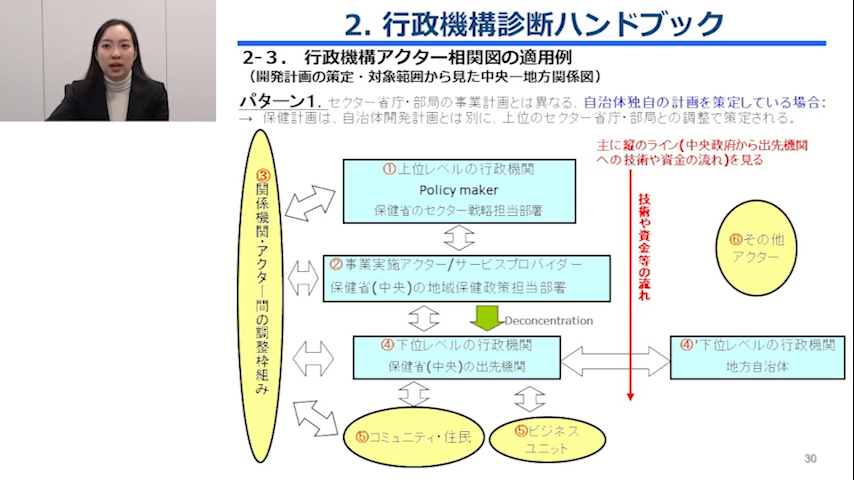 2. 行政機構診断ハンドブック
2-3. 行政機構アクター相関図の適用例
(開発計画の策定・対象範囲から見た中央―地方関係図)
パターン1. セクター省庁・部局の事業計画とは異なる、自治体独自の計画を策定している場合:
→ 保健計画は、自治体開発計画とは別に、上位のセクター省庁・部局との調整で策定される。
主に縦のライン(中央政府から出先機関
への技術や資金の流れ)を見る
①上位レベルの行政機関
Policy maker
保健省のセクター戦略担当部署
③関係機関・アクター間の調整枠組み
技術や資金等の流れ
⑥その他
アクター
②事業実施アクター/サービスプロバイダー
保健省(中央)の地域保健政策担当部署
Deconcentration
④下位レベルの行政機関
保健省(中央)の出先機関
④'下位レベルの行政機関
地方自治体
⑤コミュニティ・住民
⑤ビジネス
ユニット
30